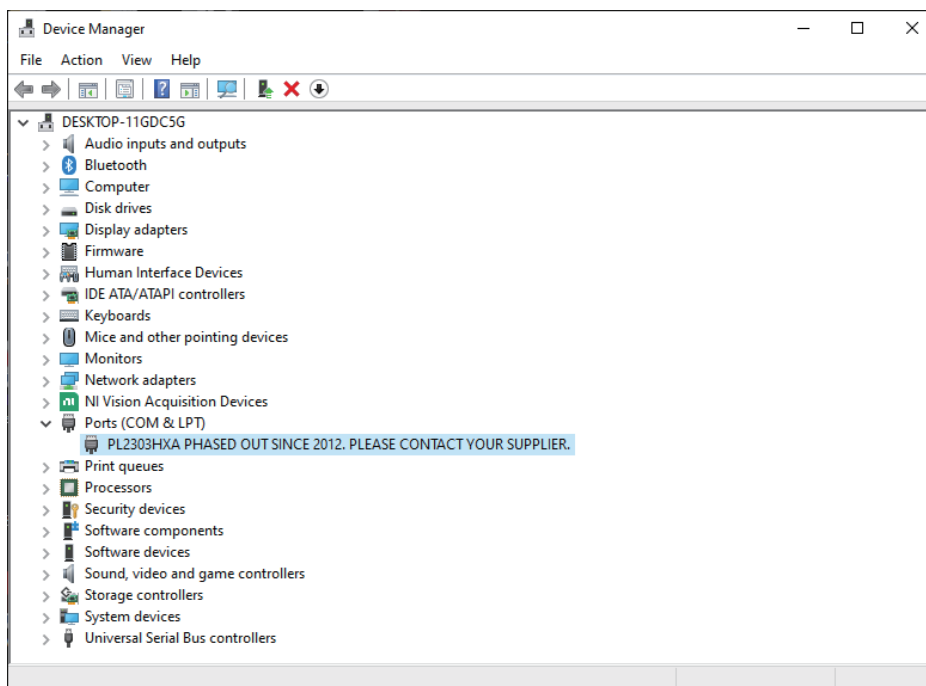 Device Manager
File Action View Help
DESKTOP-11GDC5G
Audio inputs and outputs
Bluetooth
Computer
Disk drives
Display adapters
Firmware
Human Interface Devices
IDE ATA/ATAPI controllers
Keyboards
Mice and other pointing devices
Monitors
Network adapters
NI Vision Acquisition Devices
Ports (COM & LPT)
PL2303HXA PHASED OUT SINCE 2012. PLEASE CONTACT YOUR SUPPLIER.
Print queues
Processors
Security devices
Software components
Software devices
Sound, video and game controllers
Storage controllers
System devices
Universal Serial Bus controllers